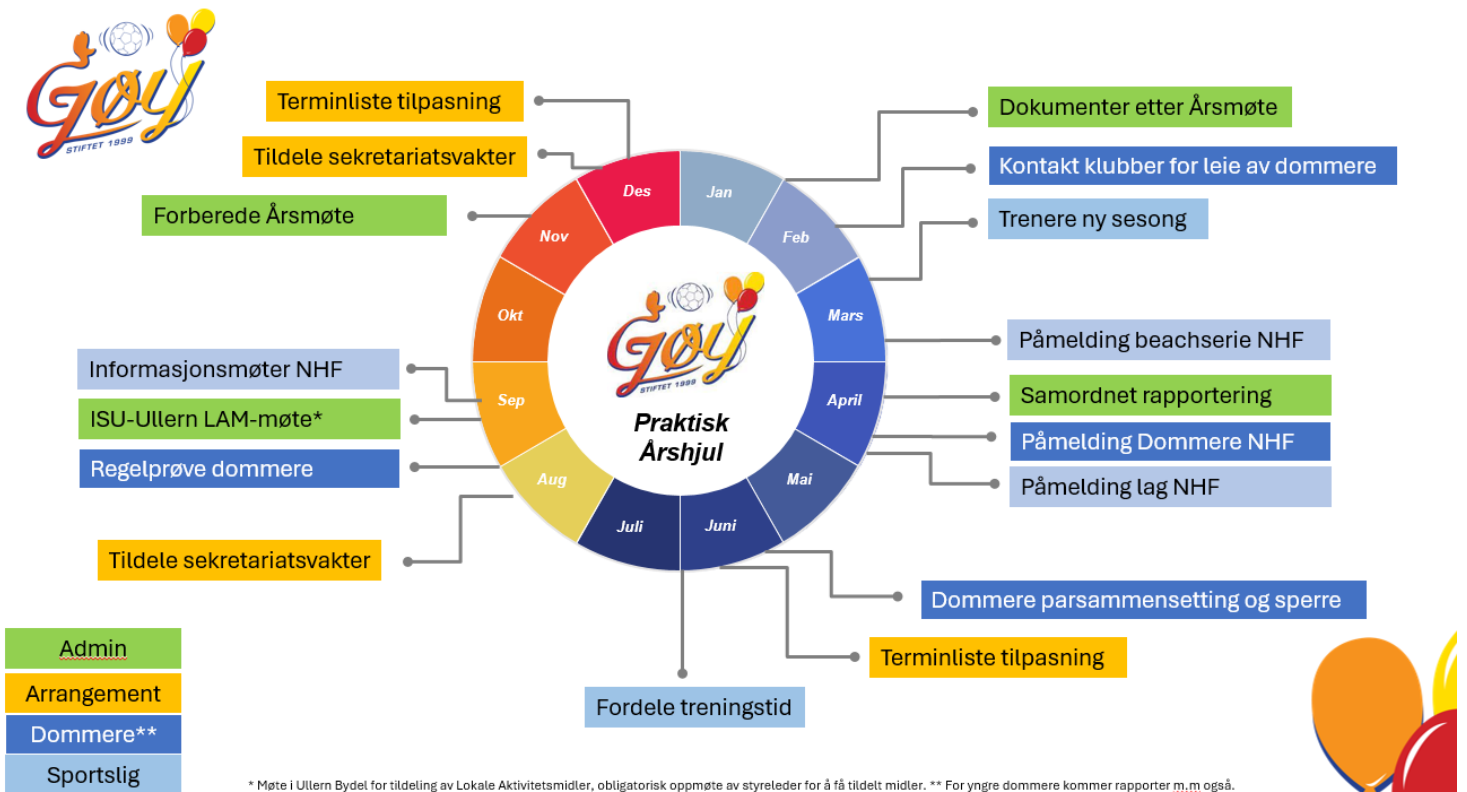 GØY
STIFTET 1999
Terminliste tilpasning
Tildele sekretariatsvakter
Forberede Årsmøte
Dokumenter etter Årsmøte
Kontakt klubber for leie av dommere
Trenere ny sesong
Des
Jan
Nov
Feb
Okt
Mars
Sep
April
Aug
Mai
Juli
Juni
GØY
STIFTET 1999
Praktisk
Årshjul
Informasjonsmøter NHF
ISU-Ullern LAM-møte*
Regelprøve dommere
Tildele sekretariatsvakter
Påmelding beachserie NHF
Samordnet rapportering
Påmelding Dommere NHF
Påmelding lag NHF
Dommere parsammensetting og sperre
Terminliste tilpasning
Fordele treningstid
Admin
Arrangement
Dommere**
Sportslig
* Møte i Ullern Bydel for tildeling av Lokale Aktivitetsmidler, obligatorisk oppmøte av styreleder for å få tildelt midler. ** For yngre dommere kommer rapporter m.m også.